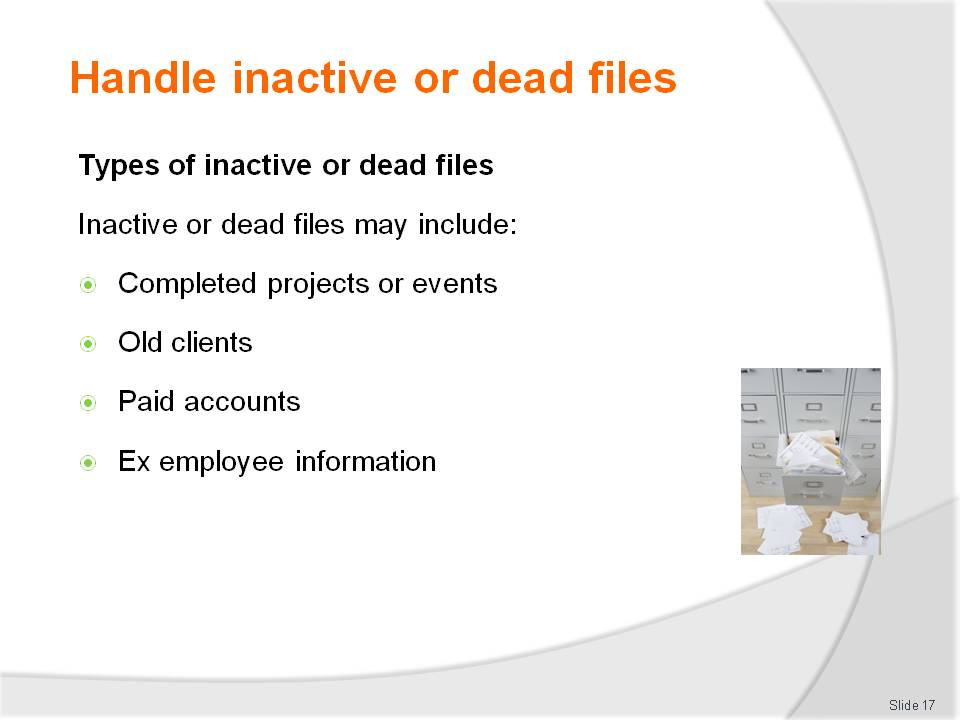 Handle inactive or dead files
Types of inactive or dead files
Inactive or dead files may include:
Completed projects or events
Old clients
Paid accounts
Ex employee information
Slide 17